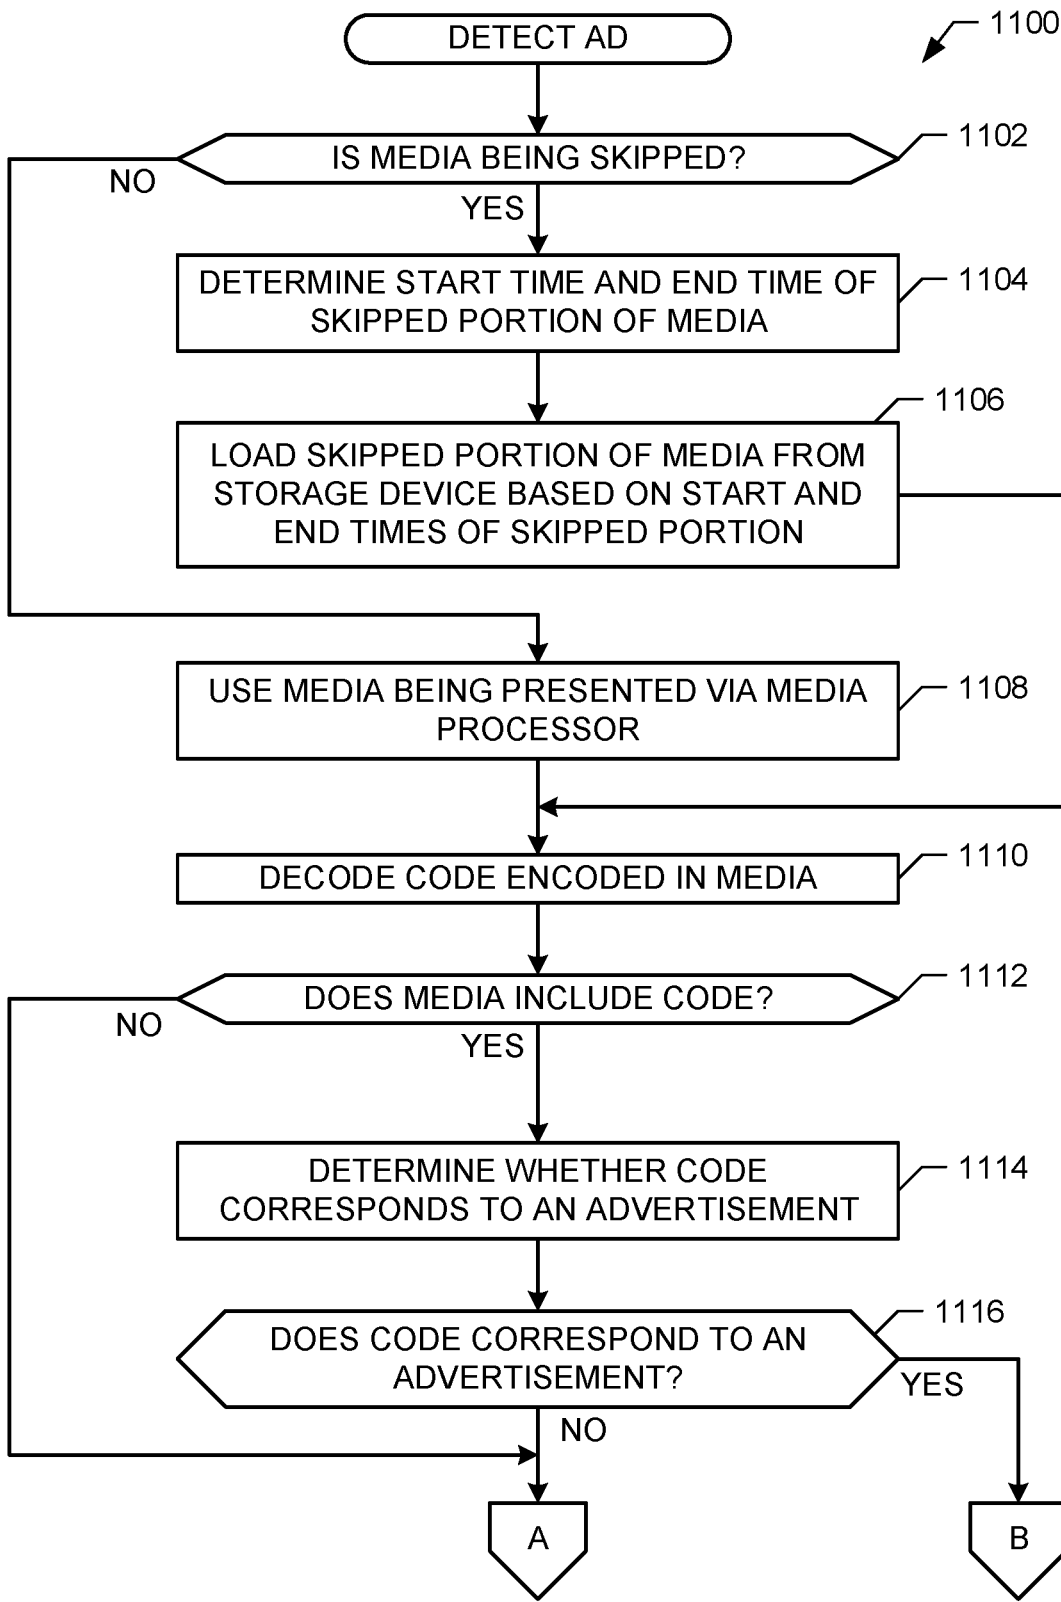 DETECT AD
1100
IS MEDIA BEING SKIPPED?
1102
NO
YES
DETERMINE START TIME AND END TIME OF
SKIPPED PORTION OF MEDIA
1104
1106
LOAD SKIPPED PORTION OF MEDIA FROM
STORAGE DEVICE BASED ON START AND
END TIMES OF SKIPPED PORTION
USE MEDIA BEING PRESENTED VIA MEDIA
PROCESSOR
1108
DECODE CODE ENCODED IN MEDIA
1110
DOES MEDIA INCLUDE CODE?
1112
NO
YES
DETERMINE WHETHER CODE
CORRESPONDS TO AN ADVERTISEMENT
1114
1116
DOES CODE CORRESPOND TO AN
ADVERTISEMENT?
YES
NO
A
B